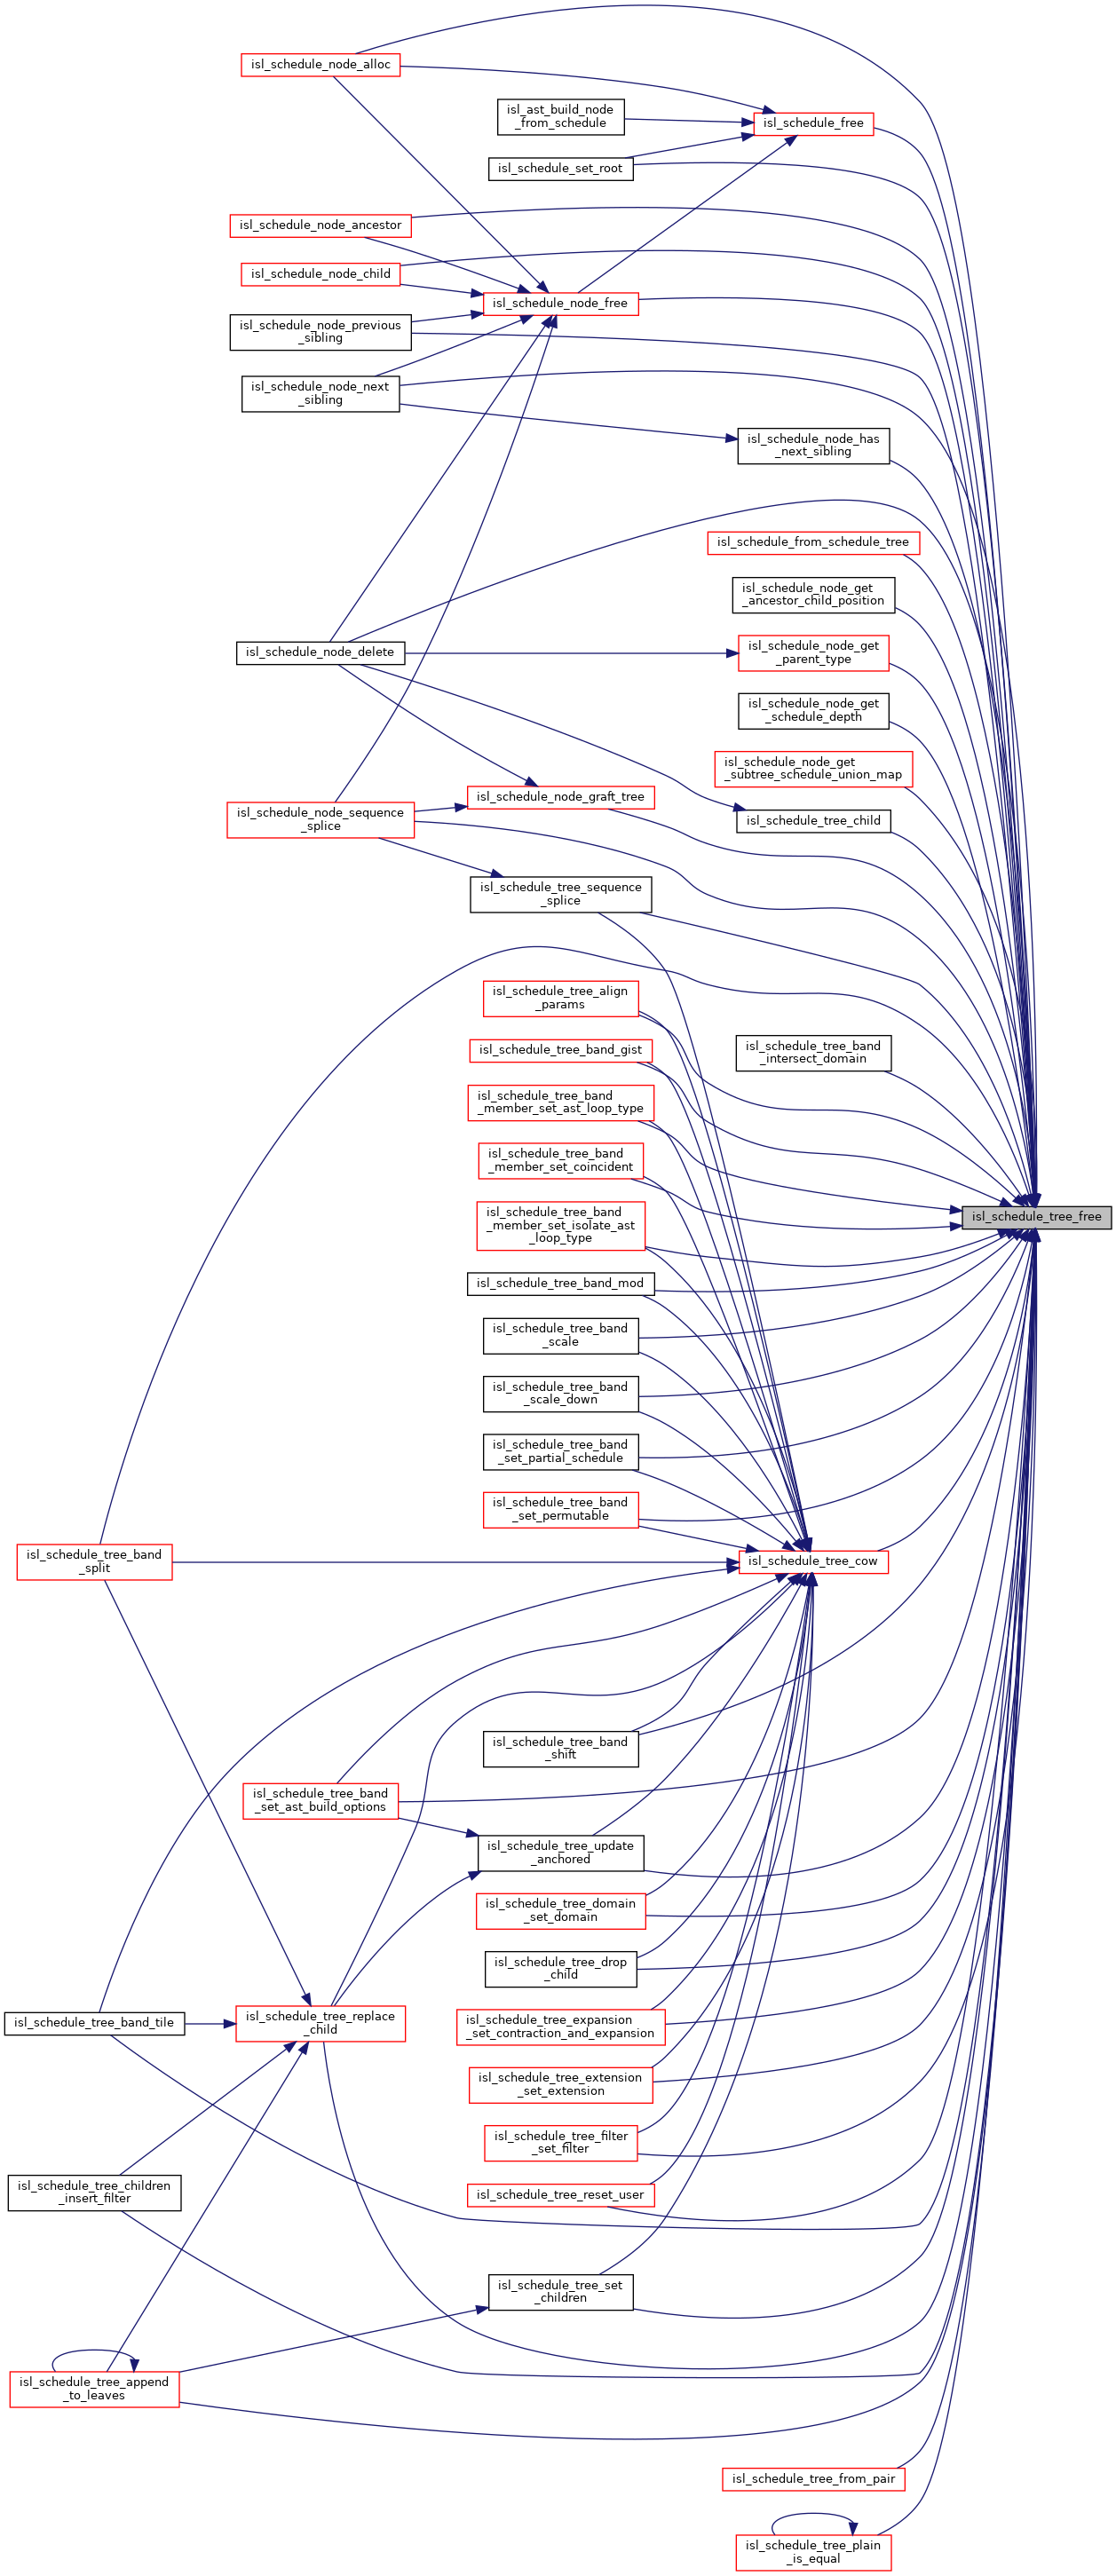 isl_schedule_node_alloc
isl_ast_build_node
_from_schedule
isl_schedule_free
isl_schedule_set_root
isl_schedule_node_ancestor
isl_schedule_node_child
isl_schedule_node_free
isl_schedule_node_previous
_sibling
isl_schedule_node_next
_sibling
isl_schedule_node_has
_next_sibling
isl_schedule_from_schedule_tree
isl_schedule_node_get
_ancestor_child_position
isl_schedule_node_delete
isl_schedule_node_get
_parent_type
isl_schedule_node_get
_schedule_depth
isl_schedule_node_get
_subtree_schedule_union_map
isl_schedule_node_graft_tree
isl_schedule_node_sequence
_splice
isl_schedule_tree_child
isl_schedule_tree_sequence
_splice
isl_schedule_tree_align
_params
isl_schedule_tree_band_gist
isl_schedule_tree_band
_intersect_domain
isl_schedule_tree_band
_member_set_ast_loop_type
isl_schedule_tree_band
_member_set_coincident
isl_schedule_tree_band
_member_set_isolate_ast
_loop_type
isl_schedule_tree_free
isl_schedule_tree_band_mod
isl_schedule_tree_band
_scale
isl_schedule_tree_band
_scale_down
isl_schedule_tree_band
_set_partial_schedule
isl_schedule_tree_band
_set_permutable
isl_schedule_tree_band
_split
isl_schedule_tree_cow
isl_schedule_tree_band
_shift
isl_schedule_tree_band
_set_ast_build_options
isl_schedule_tree_update
_anchored
isl_schedule_tree_domain
_set_domain
isl_schedule_tree_drop
_child
isl_schedule_tree_band_tile
isl_schedule_tree_replace
_child
isl_schedule_tree_expansion
_set_contraction_and_expansion
isl_schedule_tree_extension
_set_extension
isl_schedule_tree_filter
_set_filter
isl_schedule_tree_children
_insert_filter
isl_schedule_tree_reset_user
isl_schedule_tree_set
_children
isl_schedule_tree_append
_to_leaves
isl_schedule_tree_from_pair
isl_schedule_tree_plain
_is_equal